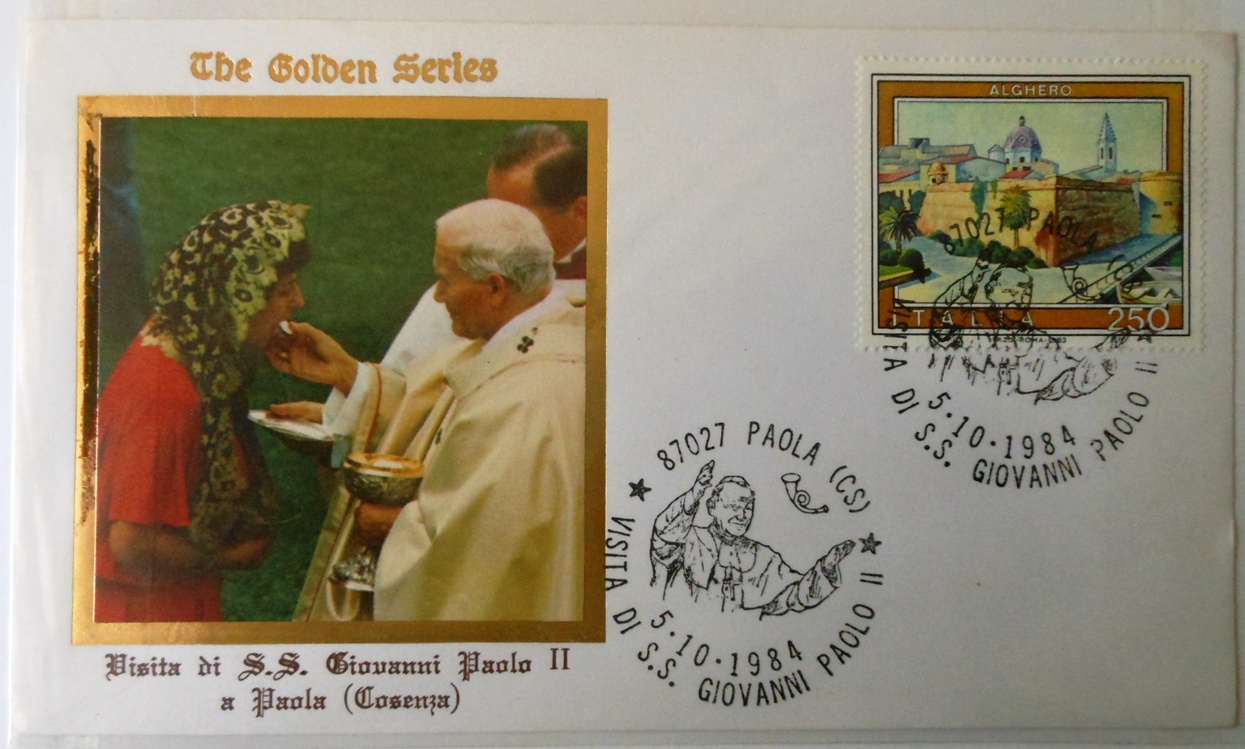 The Golden Series
ALGHERO
ITALIA 250
87027 PAOLA (CS)
5·10·1984
VISITA DI S.S. GIOVANNI PAOLO II
87027 PAOLA (CS)
5·10·1984
VISITA DI S.S. GIOVANNI PAOLO II
Visita di S.S. Giovanni Paolo II
a Paola (Cosenza)